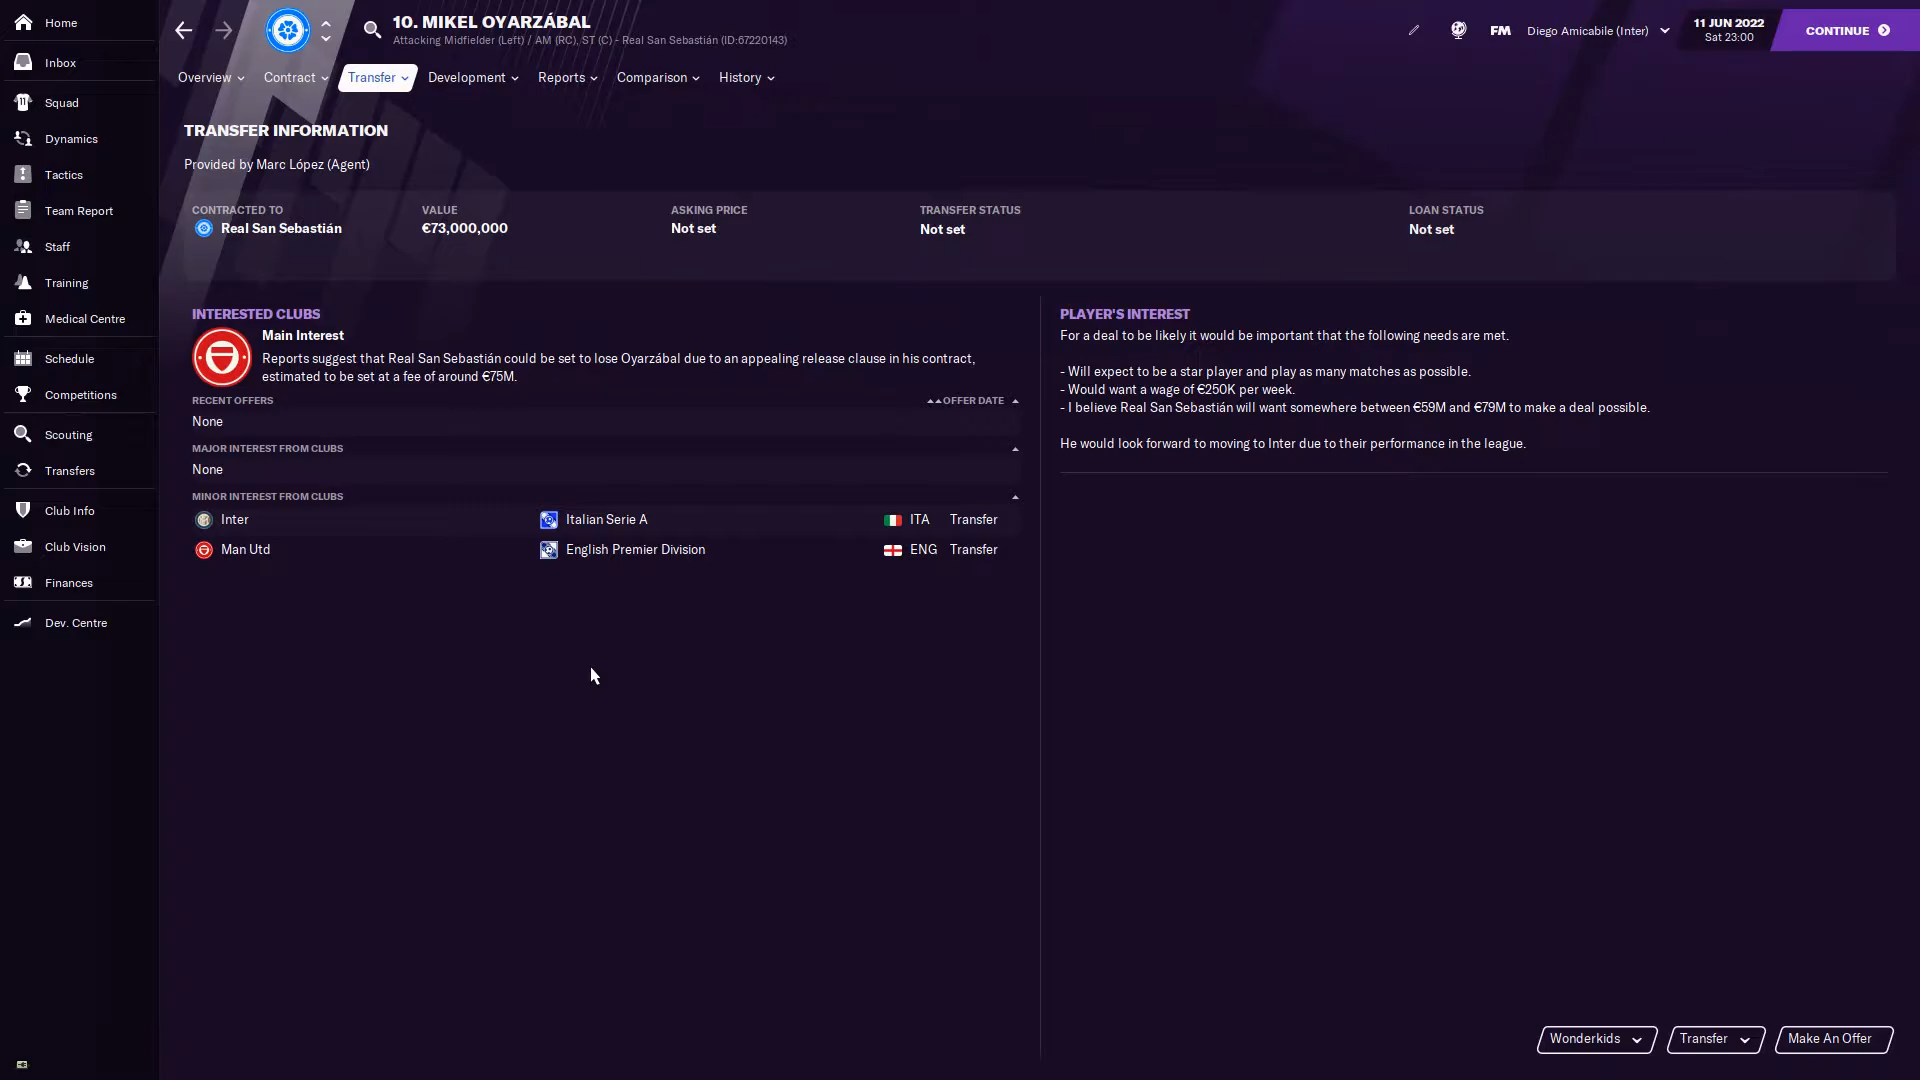 Home
Inbox
Squad
Dynamics
Tactics
Team Report
Staff
Training
Medical Centre
Schedule
Competitions
Scouting
Transfers
Club Info
Club Vision
Finances
Dev. Centre
10. MIKEL OYARZÁBAL
Attacking Midfielder (Left) / AM (RC), ST (C) - Real San Sebastián (ID:67220143)
FM
Diego Amicabile (Inter)
11 JUN 2022
Sat 23:00
CONTINUE
Overview
Contract
Transfer
Development
Reports
Comparison
History
TRANSFER INFORMATION
Provided by Marc López (Agent)
CONTRACTED TO
Real San Sebastián
VALUE
€73,000,000
ASKING PRICE
Not set
TRANSFER STATUS
Not set
LOAN STATUS
Not set
INTERESTED CLUBS
Main Interest
Reports suggest that Real San Sebastián could be set to lose Oyarzábal due to an appealing release clause in his contract,
estimated to be set at a fee of around €75M.
RECENT OFFERS
OFFER DATE
None
MAJOR INTEREST FROM CLUBS
None
MINOR INTEREST FROM CLUBS
Inter Italian Serie A ITA Transfer
Man Utd English Premier Division ENG Transfer
PLAYER'S INTEREST
For a deal to be likely it would be important that the following needs are met.
- Will expect to be a star player and play as many matches as possible.
- Would want a wage of €250K per week.
- I believe Real San Sebastián will want somewhere between €59M and €79M to make a deal possible.
He would look forward to moving to Inter due to their performance in the league.
Wonderkids
Transfer
Make An Offer